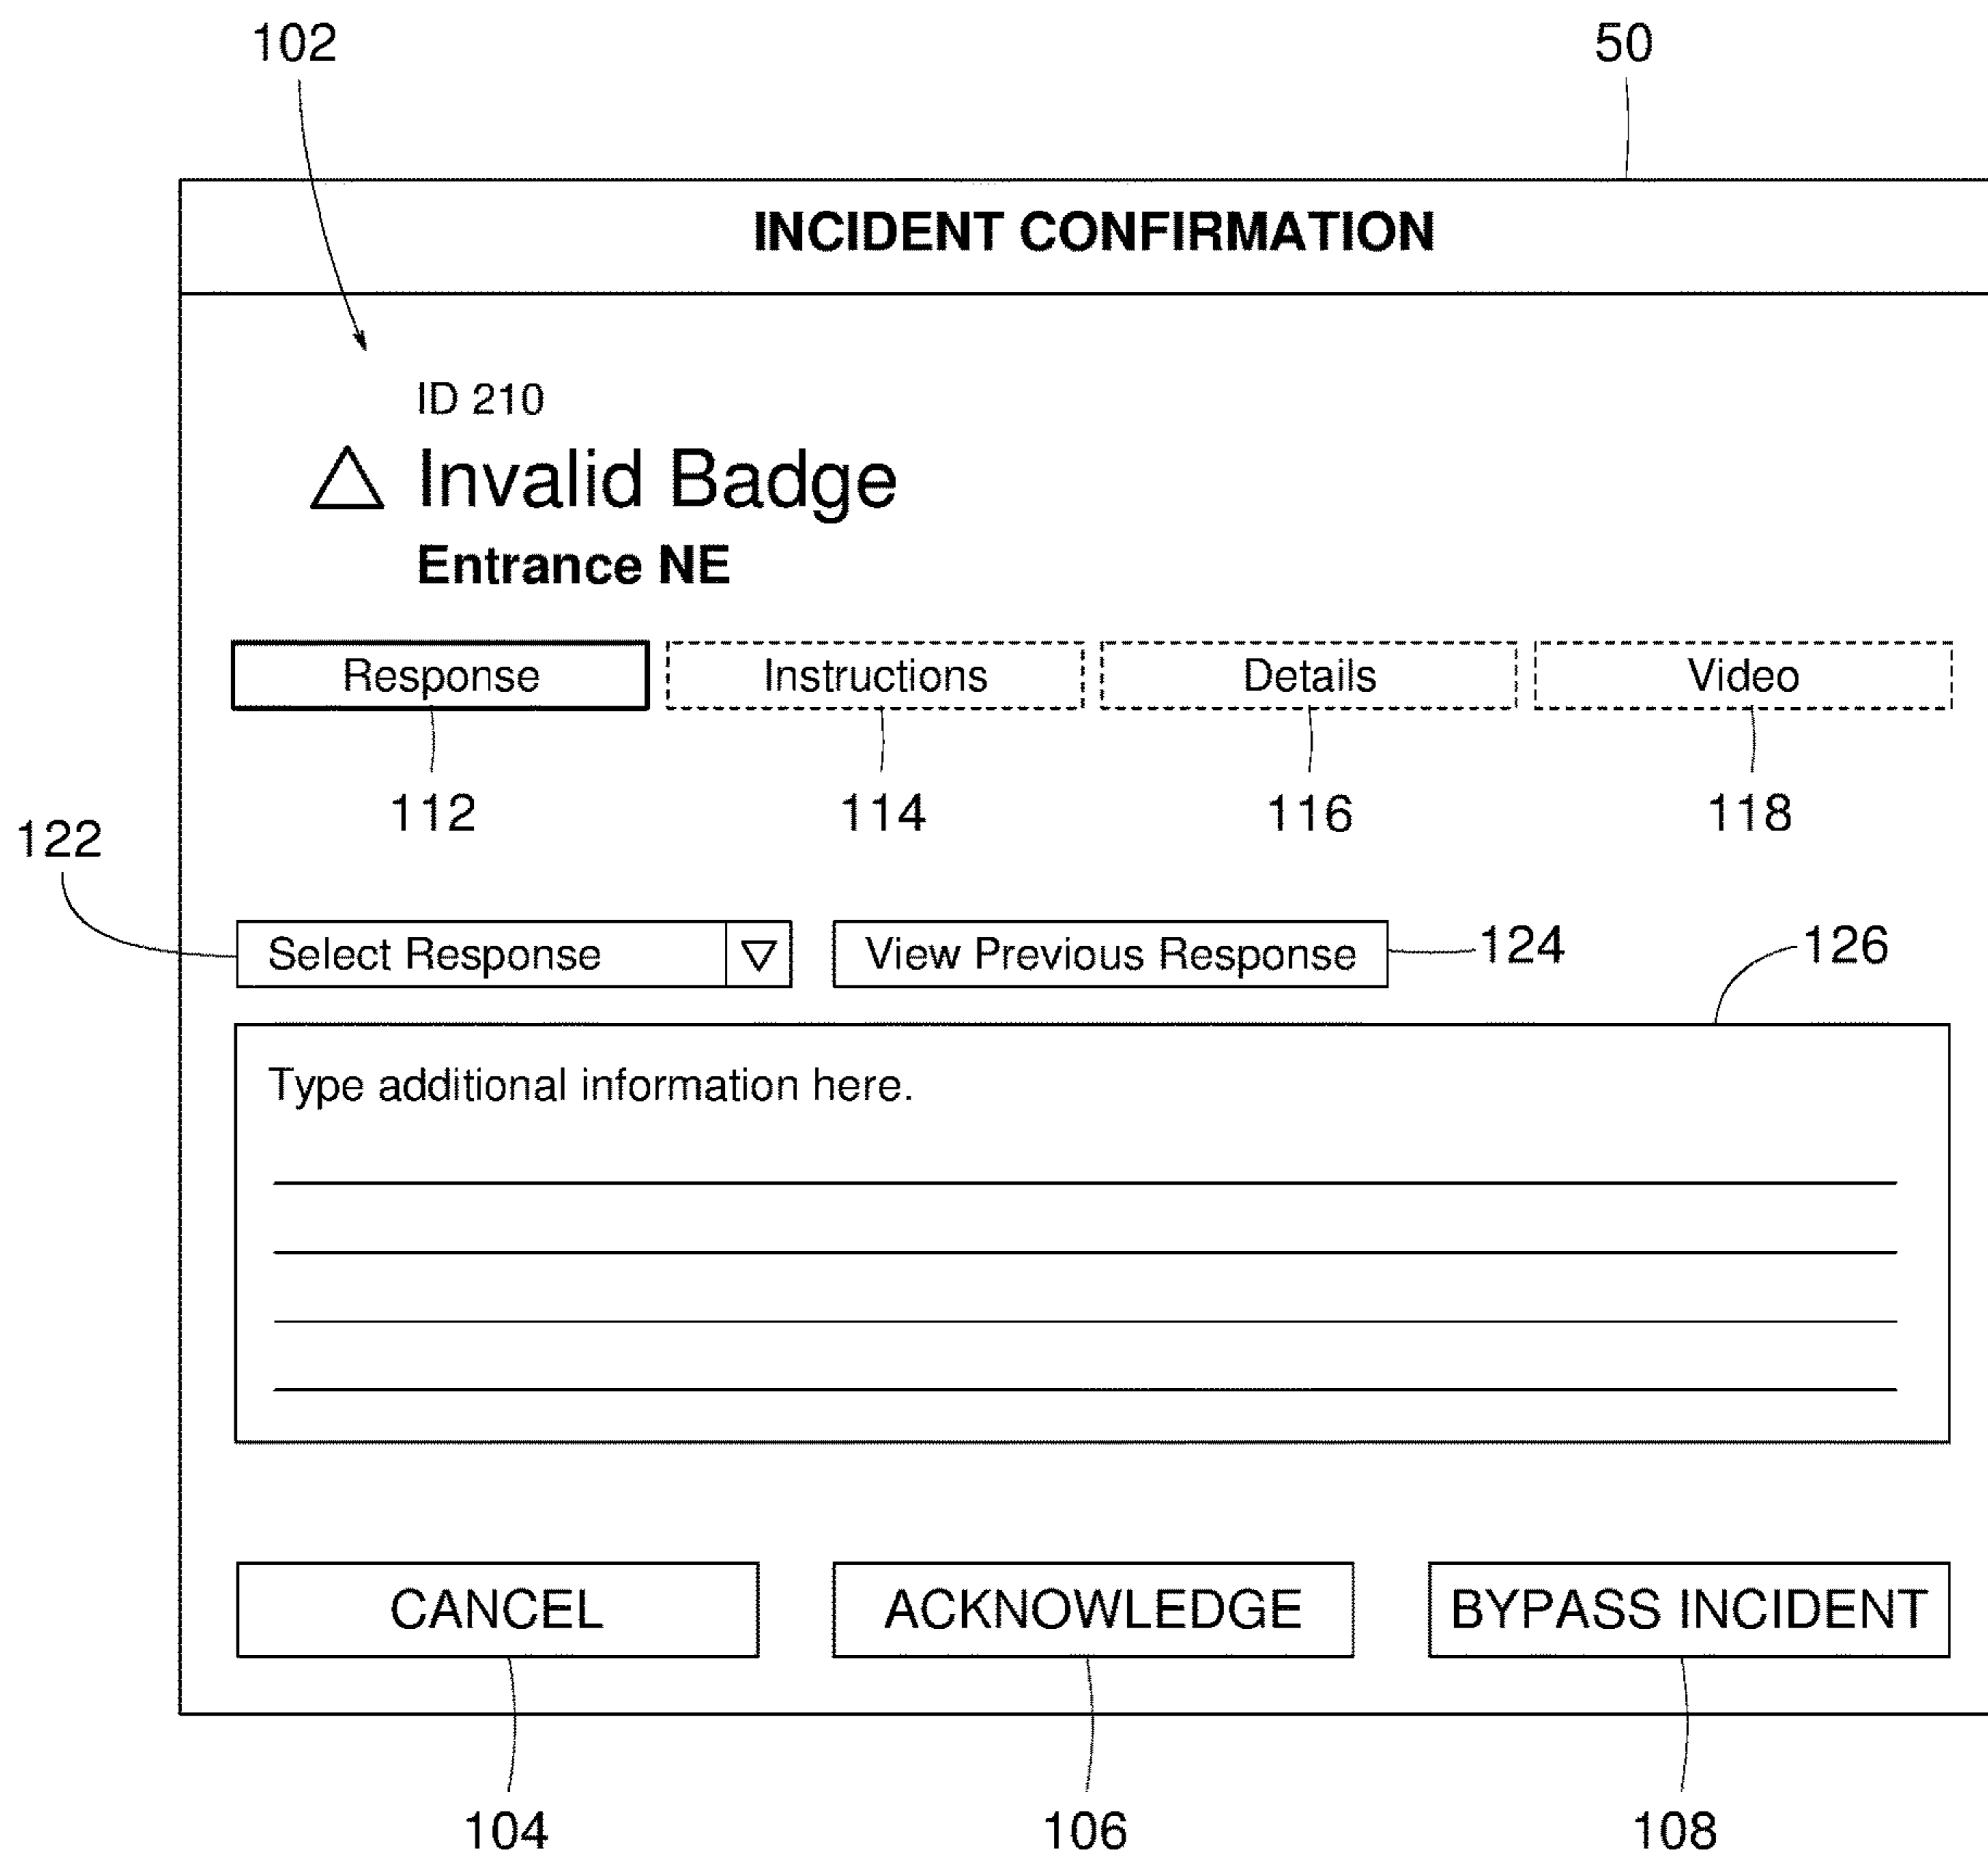 102 50
INCIDENT CONFIRMATION
ID 210
Invalid Badge
Entrance NE
Response Instructions Details Video
112 114 116 118
122
Select Response View Previous Response 124 126
Type additional information here.
CANCEL ACKNOWLEDGE BYPASS INCIDENT
104 106 108